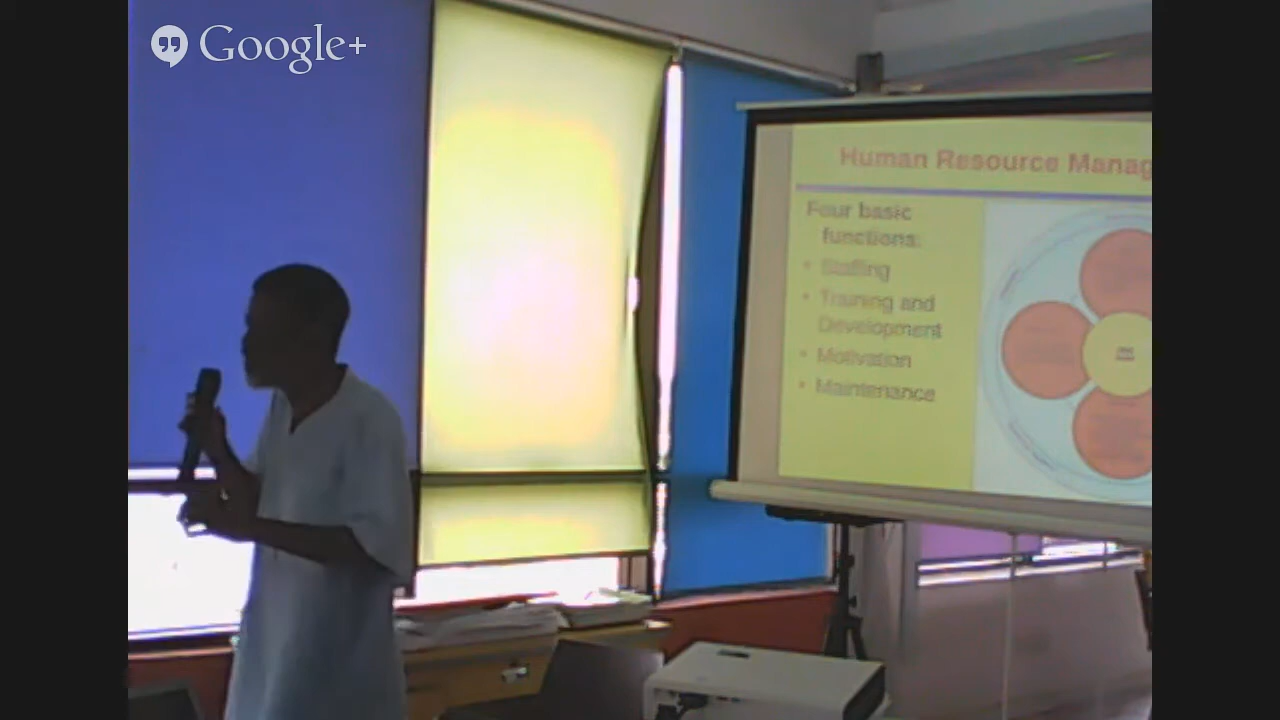 Google+
Human Resource Manag
Four basic
functions:
• Staffing
• Training and
Development
• Motivation
• Maintenance